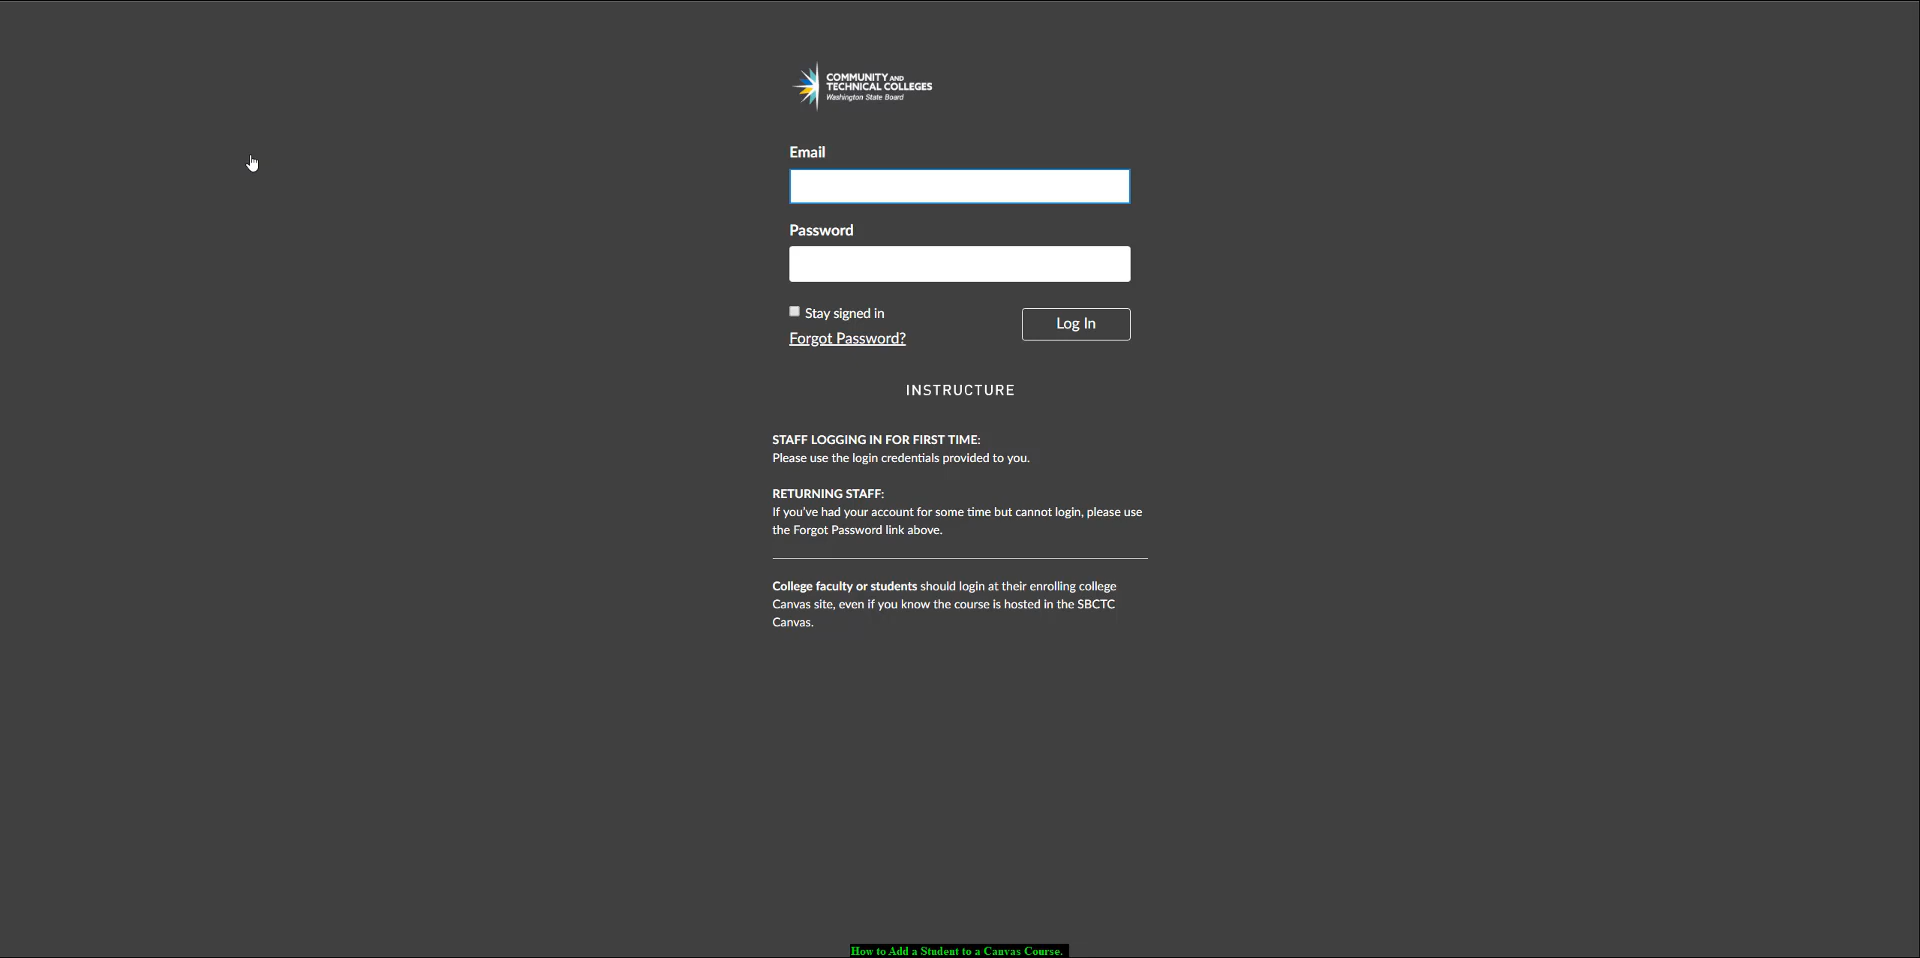 COMMUNITY AND
TECHNICAL COLLEGES
Washington State Board
Email
Password
Stay signed in
Forgot Password?
Log In
INSTRUCTURE
STAFF LOGGING IN FOR FIRST TIME:
Please use the login credentials provided to you.
RETURNING STAFF:
If you've had your account for some time but cannot login, please use
the Forgot Password link above.
College faculty or students should login at their enrolling college
Canvas site, even if you know the course is hosted in the SBCTC
Canvas.
How to Add a Student to a Canvas Course.